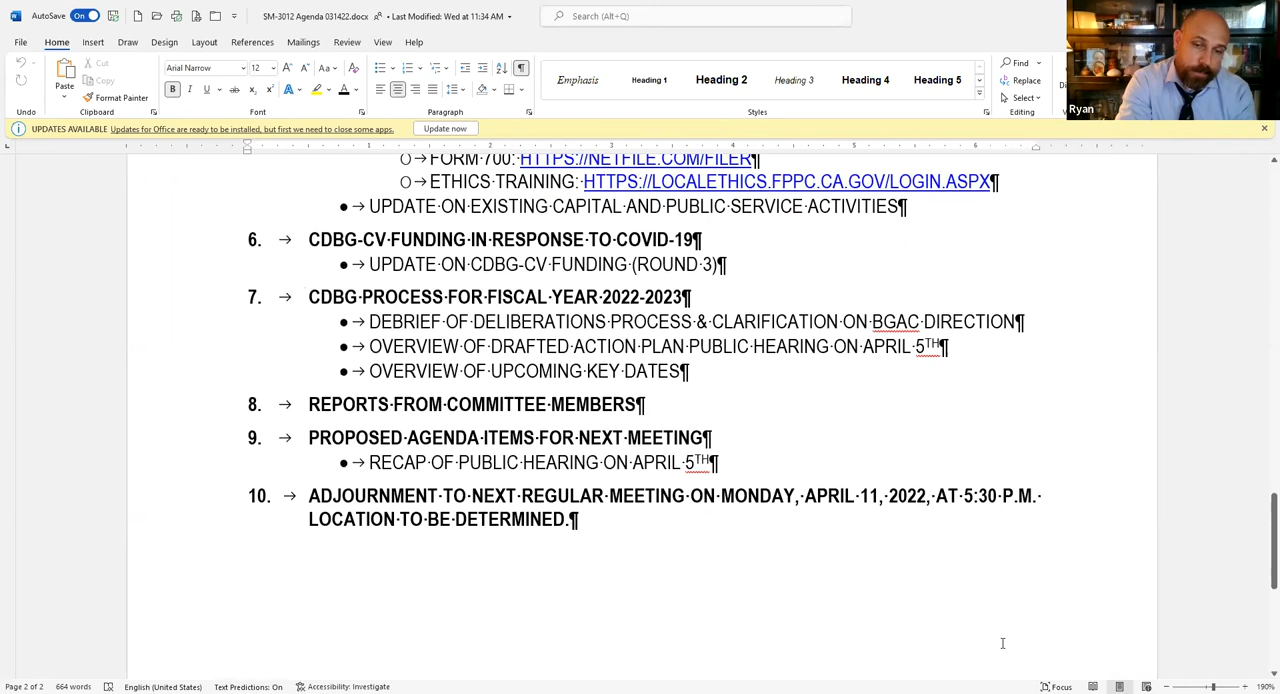 AutoSave On SM-3012 Agenda 031422.docx • Last Modified: Wed at 11:34 AM Search (Alt+Q)
File Home Insert Draw Design Layout References Mailings Review View Help
Cut
Copy
Paste Format Painter
Arial Narrow 12
Emphasis Heading 1 Heading 2 Heading 3 Heading 4 Heading 5
Find
Replace
Select
Ryan
Undo Clipboard Font Paragraph Styles Editing
UPDATES AVAILABLE Updates for Office are ready to be installed, but first we need to close some apps. Update now
1 2 3 4 5 6
FORM·700:·HTTPS://NETFILE.COM/FILER¶
ETHICS·TRAINING:·HTTPS://LOCALETHICS.FPPC.CA.GOV/LOGIN.ASPX¶
UPDATE·ON·EXISTING·CAPITAL·AND·PUBLIC·SERVICE·ACTIVITIES¶
6. → CDBG-CV·FUNDING·IN·RESPONSE·TO·COVID-19¶
● → UPDATE·ON·CDBG-CV·FUNDING·(ROUND·3)¶
7. → CDBG·PROCESS·FOR·FISCAL·YEAR·2022-2023¶
● → DEBRIEF·OF·DELIBERATIONS·PROCESS·&·CLARIFICATION·ON·BGAC·DIRECTION¶
● → OVERVIEW·OF·DRAFTED·ACTION·PLAN·PUBLIC·HEARING·ON·APRIL·5TH¶
● → OVERVIEW·OF·UPCOMING·KEY·DATES¶
8. → REPORTS·FROM·COMMITTEE·MEMBERS¶
9. → PROPOSED·AGENDA·ITEMS·FOR·NEXT·MEETING¶
● → RECAP·OF·PUBLIC·HEARING·ON·APRIL·5TH¶
10. → ADJOURNMENT·TO·NEXT·REGULAR·MEETING·ON·MONDAY,·APRIL·11,·2022,·AT·5:30·P.M.·
LOCATION·TO·BE·DETERMINED.¶
Page 2 of 2 664 words English (United States) Text Predictions: On Accessibility: Investigate Focus 190%